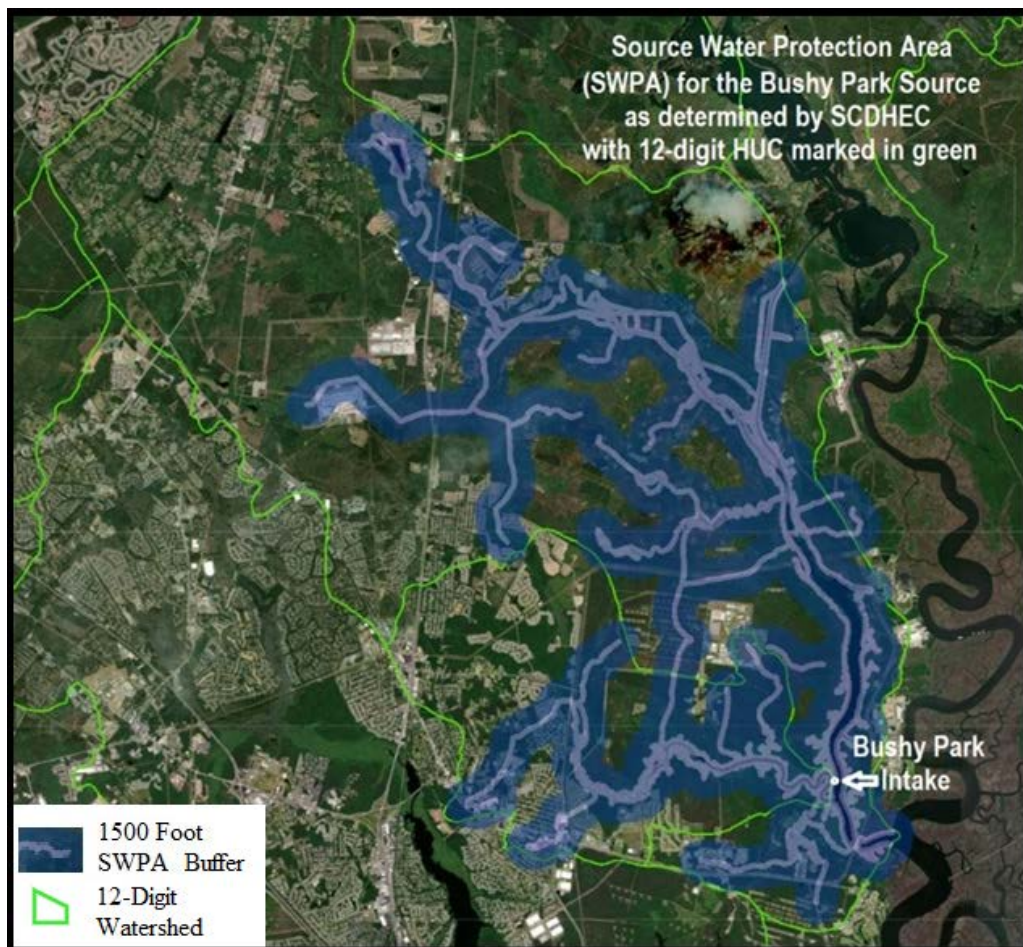 Source Water Protection Area
(SWPA) for the Bushy Park Source
as determined by SCDHEC
with 12-digit HUC marked in green
Bushy Park
Intake
1500 Foot
SWPA Buffer
12-Digit
Watershed